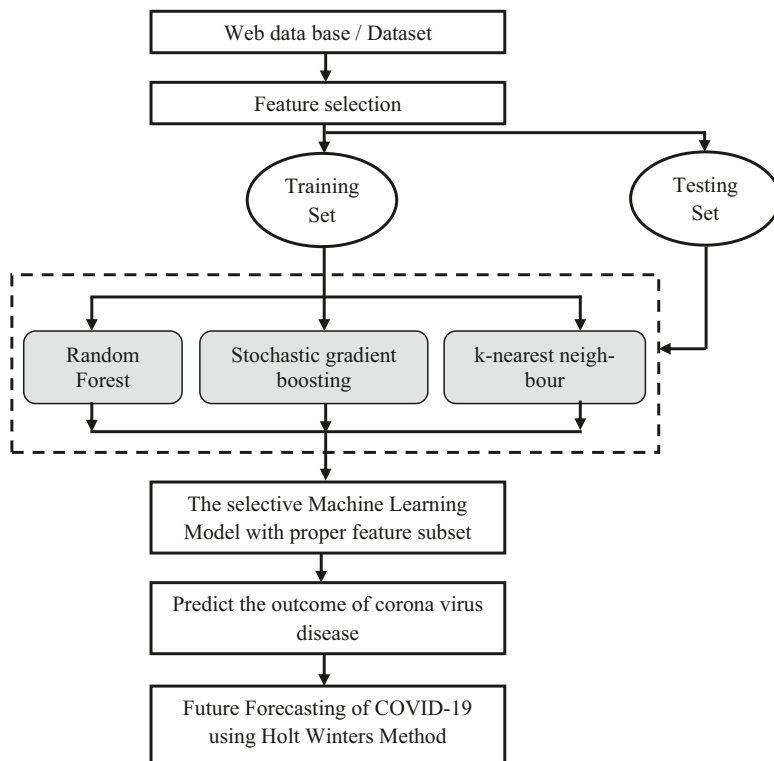 Web data base / Dataset
Feature selection
Training
Set
Testing
Set
Random
Forest
Stochastic gradient
boosting
k-nearest neigh-
bour
The selective Machine Learning
Model with proper feature subset
Predict the outcome of corona virus
disease
Future Forecasting of COVID-19
using Holt Winters Method